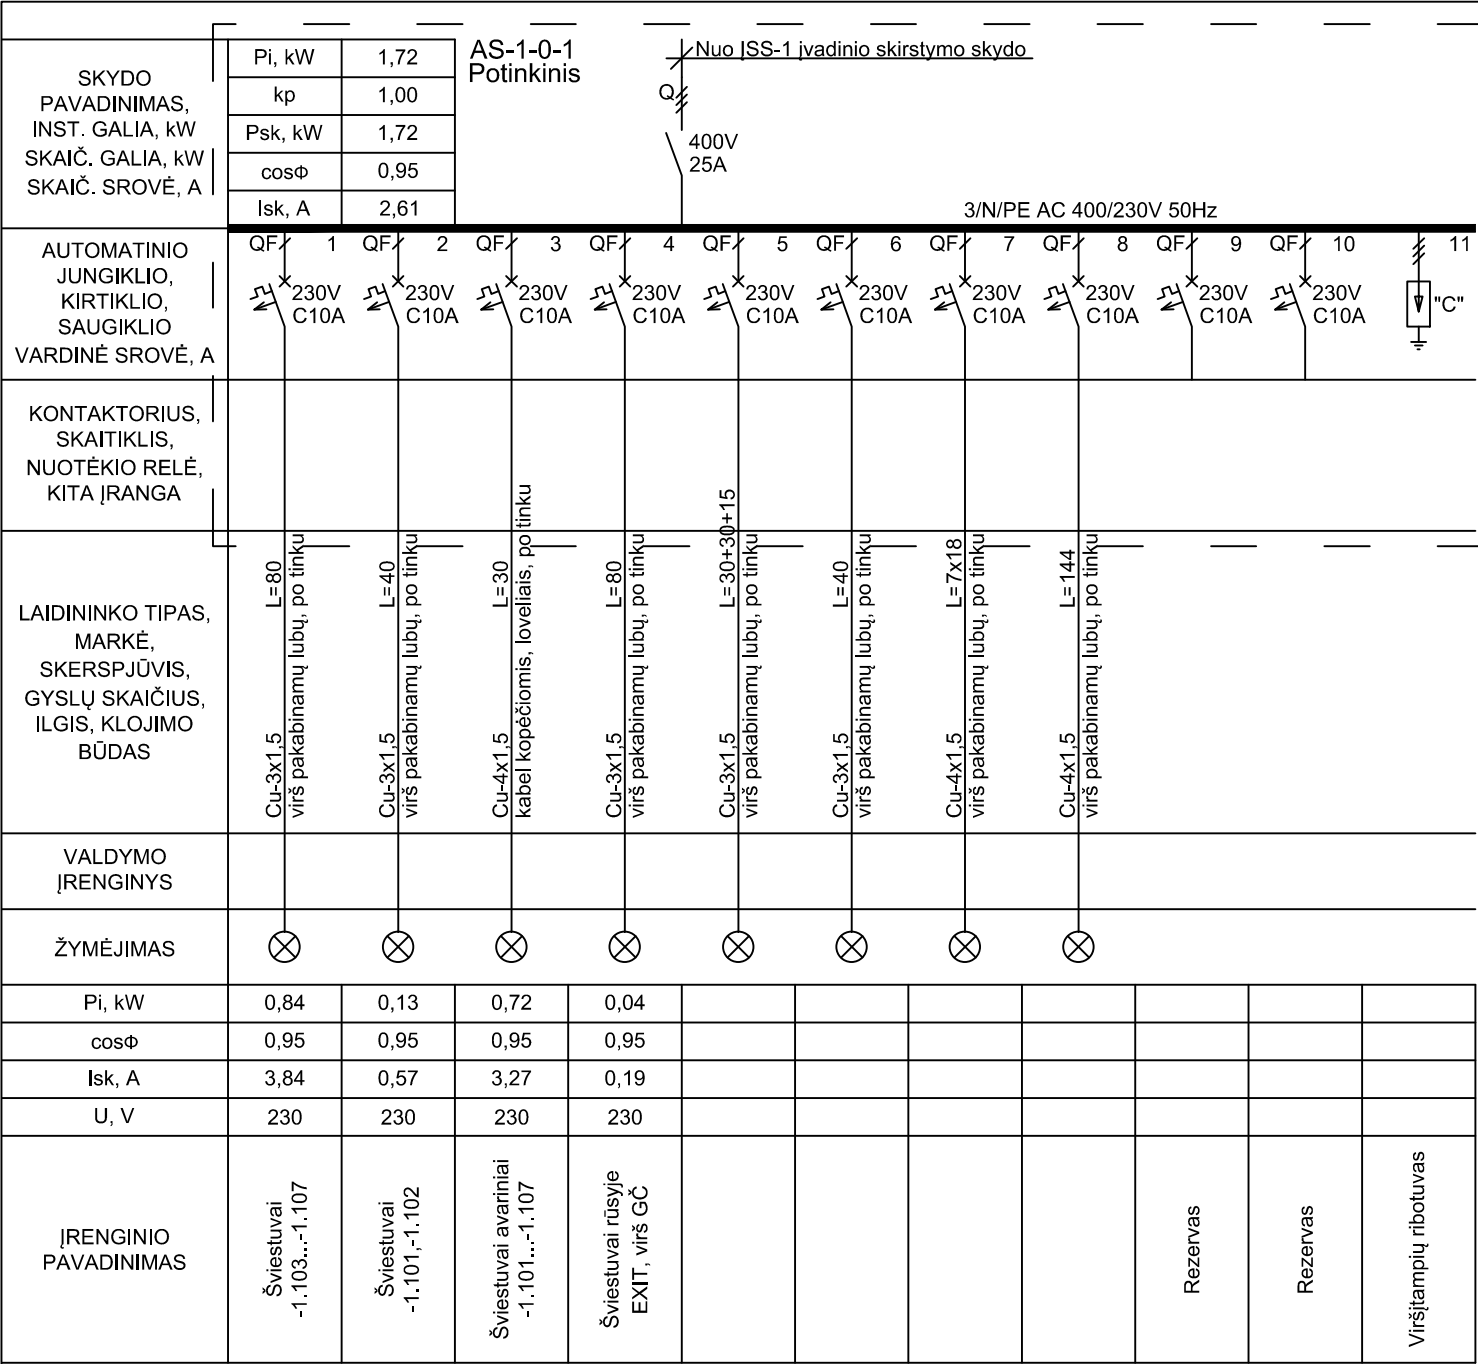 SKYDO
PAVADINIMAS,
INST. GALIA, kW
SKAIČ. GALIA, kW
SKAIČ. SROVĖ, A
Pi, kW 1,72
kp 1,00
Psk, kW 1,72
cosΦ 0,95
Isk, A 2,61
AS-1-0-1
Potinkinis
Nuo ĮSS-1 įvadinio skirstymo skydo
Q
400V
25A
3/N/PE AC 400/230V 50Hz
AUTOMATINIO
JUNGIKLIO,
KIRTIKLIO,
SAUGIKLIO
VARDINĖ SROVĖ, A
QF 1 QF 2 QF 3 QF 4 QF 5 QF 6 QF 7 QF 8 QF 9 QF 10 11
230V 230V 230V 230V 230V 230V 230V 230V 230V 230V "C"
C10A C10A C10A C10A C10A C10A C10A C10A C10A C10A
KONTAKTORIUS,
SKAITIKLIS,
NUOTĖKIO RELĖ,
KITA ĮRANGA
LAIDININKO TIPAS,
MARKĖ,
SKERSPJŪVIS,
GYSLŲ SKAIČIUS,
ILGIS, KLOJIMO
BŪDAS
Cu-3x1,5 L=80
virš pakabinamų lubų, po tinku
Cu-3x1,5 L=40
virš pakabinamų lubų, po tinku
Cu-4x1,5 L=30
kabel kopėčiomis, loveliais, po tinku
Cu-3x1,5 L=80
virš pakabinamų lubų, po tinku
Cu-3x1,5 L=30+30+15
virš pakabinamų lubų, po tinku
Cu-3x1,5 L=40
virš pakabinamų lubų, po tinku
Cu-4x1,5 L=7x18
virš pakabinamų lubų, po tinku
Cu-4x1,5 L=144
virš pakabinamų lubų, po tinku
VALDYMO
ĮRENGINYS
ŽYMĖJIMAS
Pi, kW 0,84 0,13 0,72 0,04
cosΦ 0,95 0,95 0,95 0,95
Isk, A 3,84 0,57 3,27 0,19
U, V 230 230 230 230
ĮRENGINIO
PAVADINIMAS
Šviestuvai
-1.103...-1.107
Šviestuvai
-1.101,-1.102
Šviestuvai avariniai
-1.101...-1.107
Šviestuvai rūsyje
EXIT, virš GČ
Rezervas
Rezervas
Viršįtampių ribotuvas